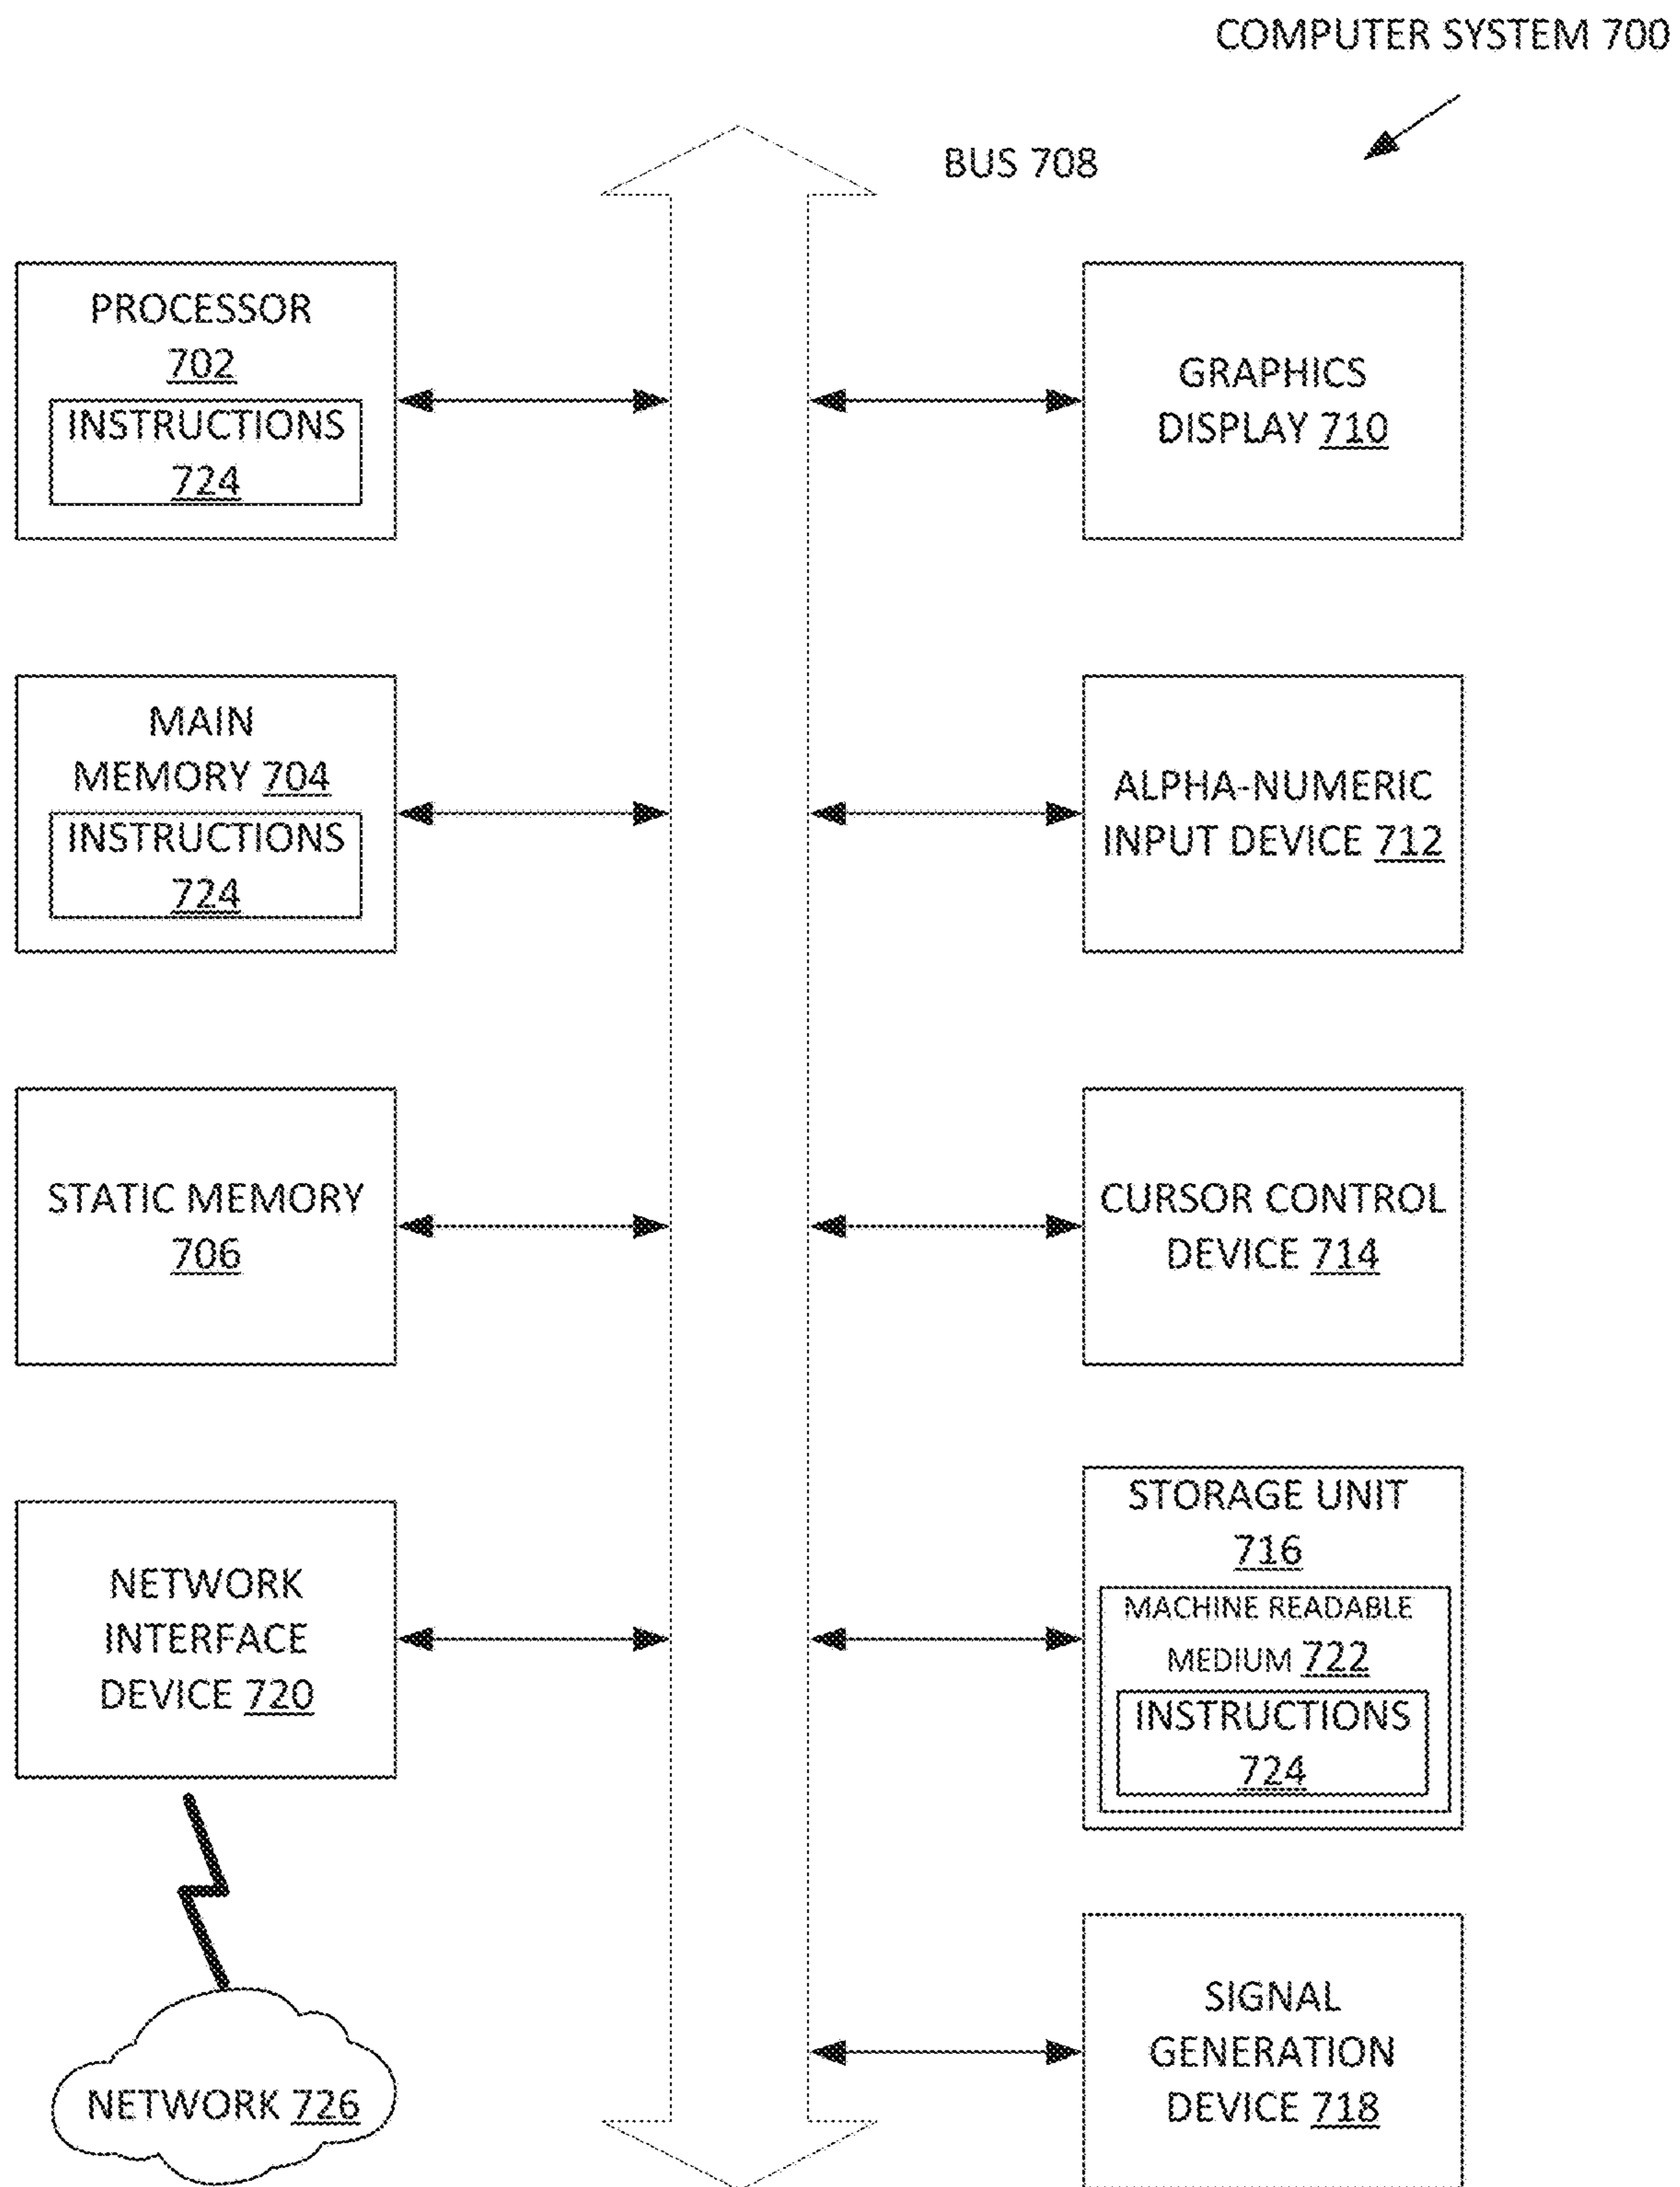 COMPUTER SYSTEM 700
BUS 708
PROCESSOR
702
INSTRUCTIONS
724
MAIN
MEMORY 704
INSTRUCTIONS
724
STATIC MEMORY
706
NETWORK
INTERFACE
DEVICE 720
NETWORK 726
GRAPHICS
DISPLAY 710
ALPHA-NUMERIC
INPUT DEVICE 712
CURSOR CONTROL
DEVICE 714
STORAGE UNIT
716
MACHINE READABLE
MEDIUM 722
INSTRUCTIONS
724
SIGNAL
GENERATION
DEVICE 718